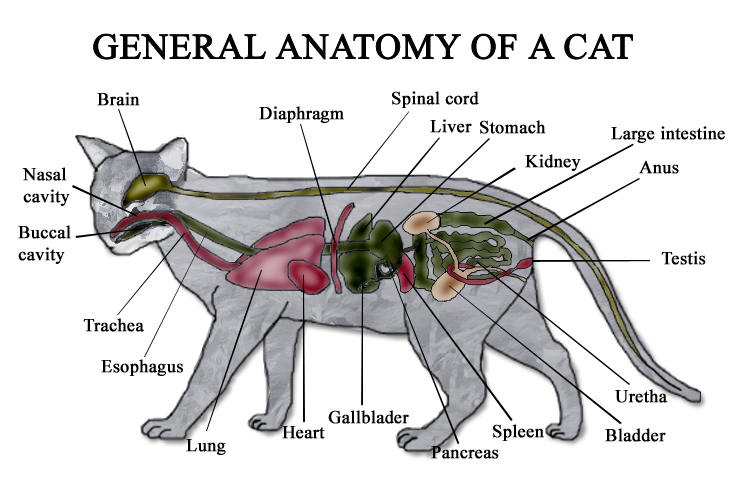 GENERAL ANATOMY OF A CAT
Brain
Diaphragm
Spinal cord
Liver
Stomach
Large intestine
Kidney
Anus
Nasal
cavity
Buccal
cavity
Testis
Trachea
Esophagus
Lung
Heart
Gallblader
Pancreas
Spleen
Bladder
Uretha